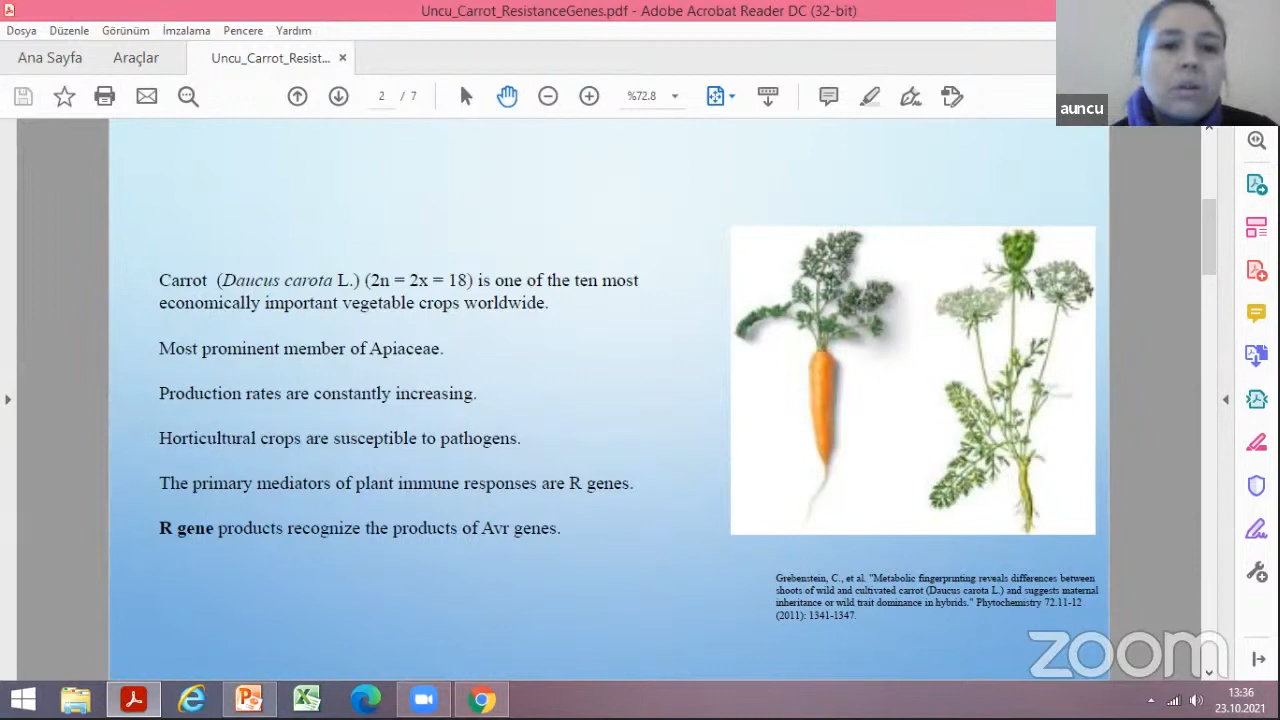 Uncu_Carrot_ResistanceGenes.pdf - Adobe Acrobat Reader DC (32-bit)
Dosya Düzenle Görünüm İmzalama Pencere Yardım
Ana Sayfa Araçlar Uncu_Carrot_Resist... ×
2 / 7 %72.8
auncu
Carrot (Daucus carota L.) (2n = 2x = 18) is one of the ten most
economically important vegetable crops worldwide.
Most prominent member of Apiaceae.
Production rates are constantly increasing.
Horticultural crops are susceptible to pathogens.
The primary mediators of plant immune responses are R genes.
R gene products recognize the products of Avr genes.
Grebenstein, C., et al. "Metabolic fingerprinting reveals differences between
shoots of wild and cultivated carrot (Daucus carota L.) and suggests maternal
inheritance or wild trait dominance in hybrids." Phytochemistry 72.11-12
(2011): 1341-1347.
zoom
13:36
23.10.2021